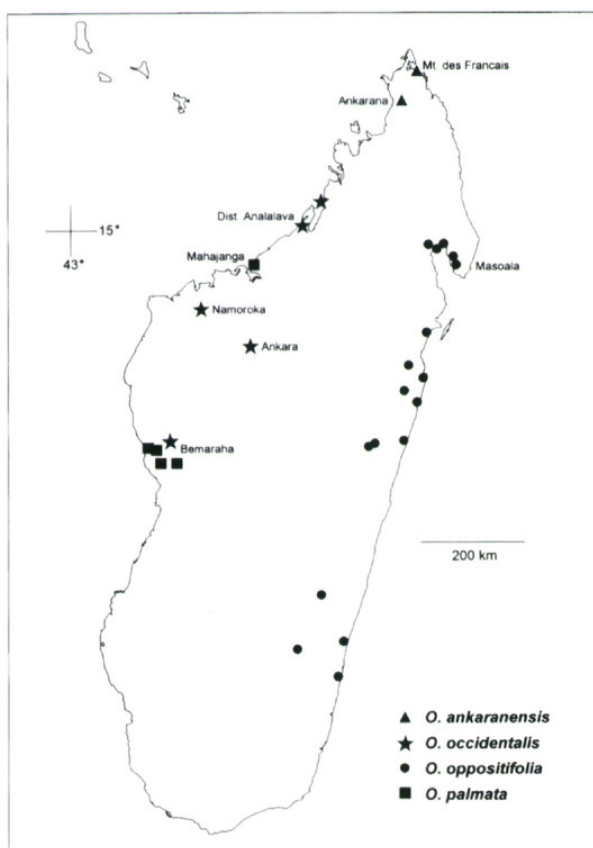 Mt. des Francais
Ankarana
Dist. Analalava
15°
43°
Mahajanga
Masoala
Namoroka
Ankara
Bemaraha
200 km
O. ankaranensis
O. occidentalis
O. oppositifolia
O. palmata